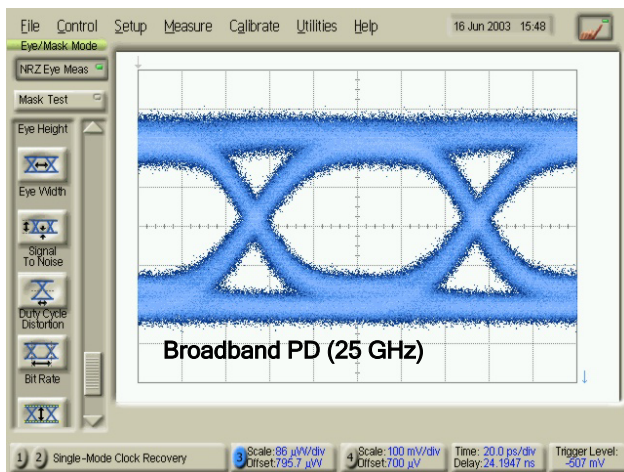 File Control Setup Measure Calibrate Utilities Help 16 Jun 2003 15:48
Eye/Mask Mode
NRZ Eye Meas
Mask Test
Eye Height
Eye Width
Signal
To Noise
Duty Cycle
Distortion
Bit Rate
Broadband PD (25 GHz)
1) 2) Single-Mode Clock Recovery
3 Scale:86 µW/div
Offset:795.7 µW
4 Scale:100 mV/div
Offset:700 µV
Time: 20.0 ps/div
Delay:24.1947 ns
Trigger Level:
-507 mV